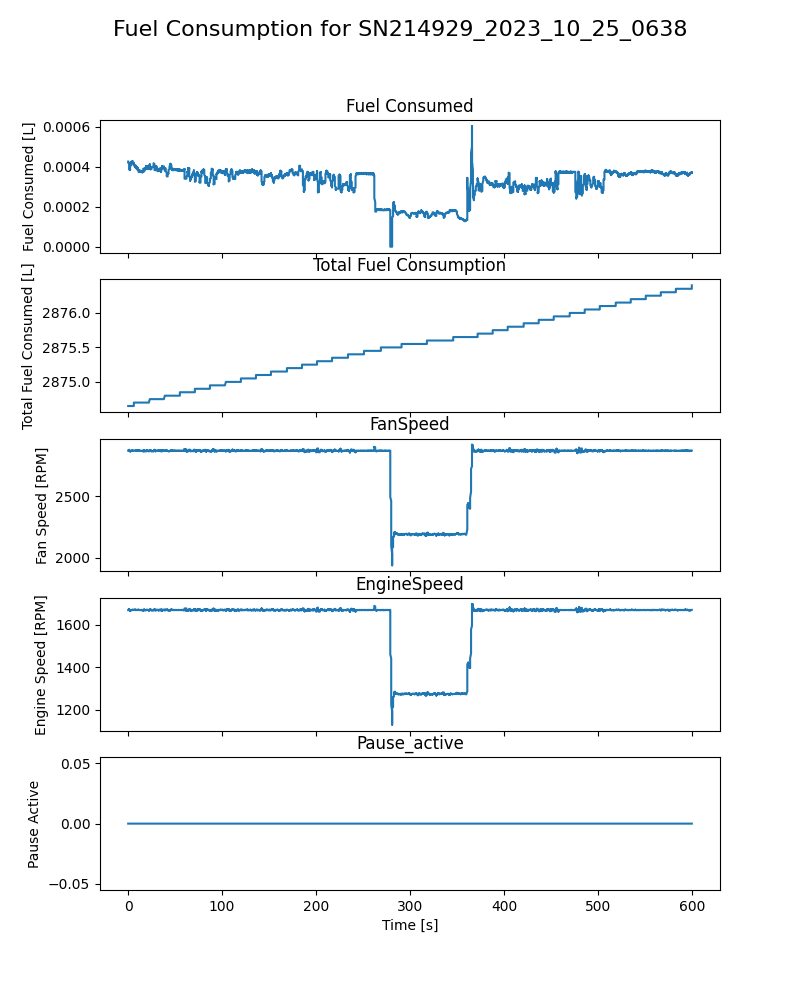 Fuel Consumption for SN214929_2023_10_25_0638
Fuel Consumed
Fuel Consumed [L]
0.0006
0.0004
0.0002
0.0000
Total Fuel Consumption
Total Fuel Consumed [L]
2876.0
2875.5
2875.0
FanSpeed
Fan Speed [RPM]
2500
2000
EngineSpeed
Engine Speed [RPM]
1600
1400
1200
Pause_active
Pause Active
0.05
0.00
−0.05
0 100 200 300 400 500 600
Time [s]